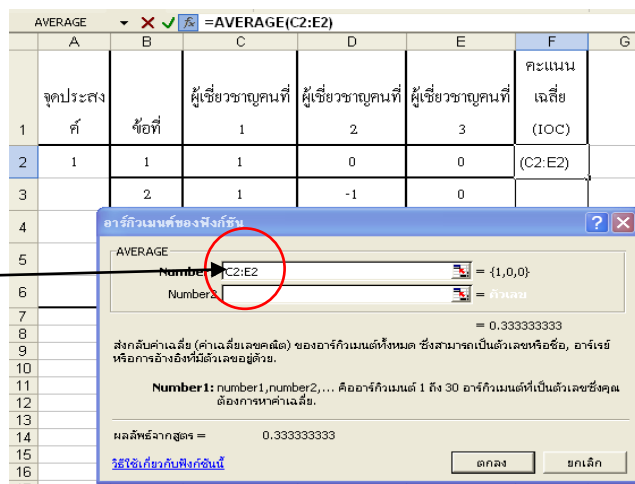 AVERAGE =AVERAGE(C2:E2)
A B C D E F G
1 จุดประสงค์ ข้อที่ ผู้เชี่ยวชาญคนที่ 1 ผู้เชี่ยวชาญคนที่ 2 ผู้เชี่ยวชาญคนที่ 3 คะแนนเฉลี่ย (IOC)
2 1 1 1 0 0 (C2:E2)
3 2 1 -1 0
4
5
6
7
8
9
10
11
12
13
14
15
16
อาร์กิวเมนต์ของฟังก์ชัน
AVERAGE
Number C2:E2 = {1,0,0}
Number2 = ตัวเลข
= 0.333333333
ส่งกลับค่าเฉลี่ย (ค่าเฉลี่ยเลขคณิต) ของอาร์กิวเมนต์ทั้งหมด ซึ่งสามารถเป็นตัวเลขหรือชื่อ, อาร์เรย์
หรือการอ้างอิงที่มีตัวเลขอยู่ด้วย.
Number1: number1,number2,... คืออาร์กิวเมนต์ 1 ถึง 30 อาร์กิวเมนต์ที่เป็นตัวเลขซึ่งคุณ
ต้องการหาค่าเฉลี่ย.
ผลลัพธ์จากสูตร = 0.333333333
วิธีใช้เกี่ยวกับฟังก์ชันนี้ ตกลง ยกเลิก